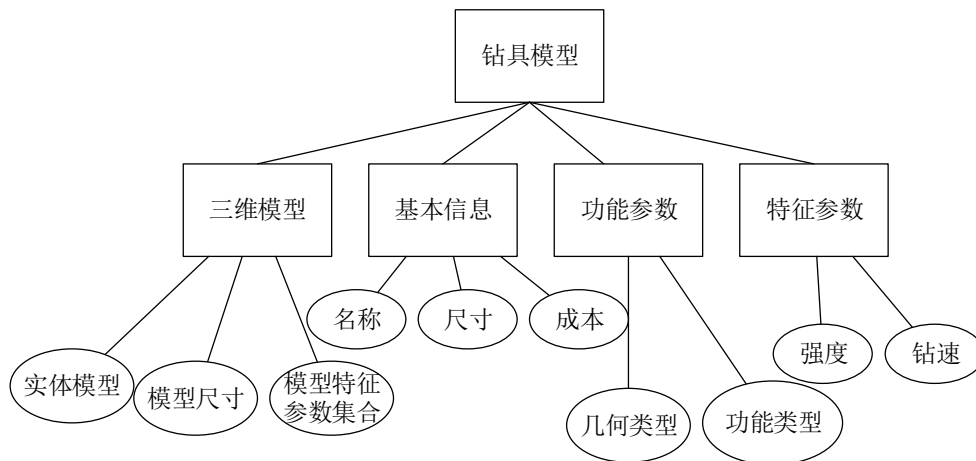 钻具模型
三维模型
基本信息
功能参数
特征参数
名称
尺寸
成本
强度
钻速
实体模型
模型尺寸
模型特征
参数集合
几何类型
功能类型